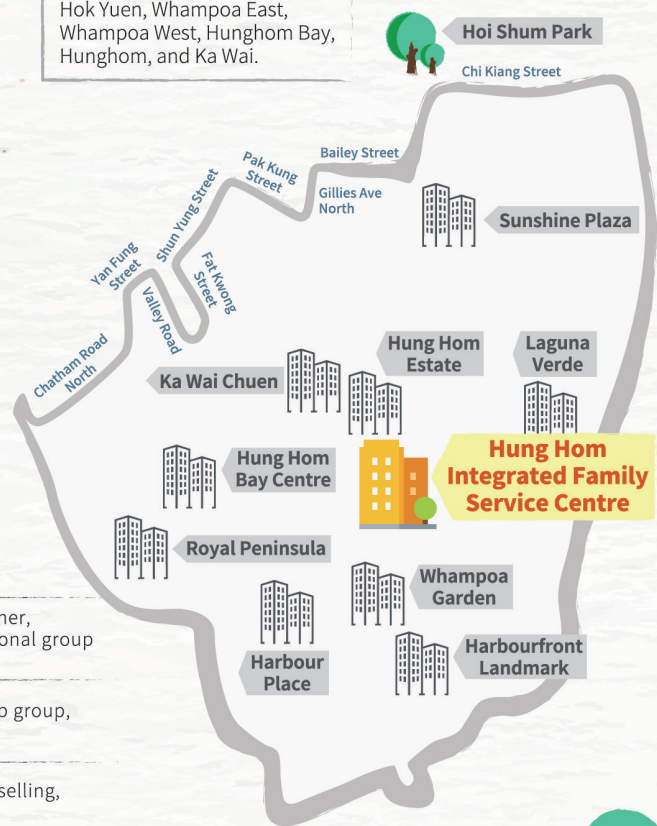 Hok Yuen, Whampoa East,
Whampoa West, Hunghom Bay,
Hunghom, and Ka Wai.
Hoi Shum Park
Chi Kiang Street
Bailey Street
Pak Kung
Street
Gillies Ave
North
Shun Yung Street
Sunshine Plaza
Yan Fung
Street
Fat Kwong
Street
Valley Road
Chatham Road
North
Hung Hom
Estate
Laguna
Verde
Ka Wai Chuen
Hung Hom
Integrated Family
Service Centre
Hung Hom
Bay Centre
Royal Peninsula
Whampoa
Garden
Harbour
Place
Harbourfront
Landmark
onal group
group,
selling,